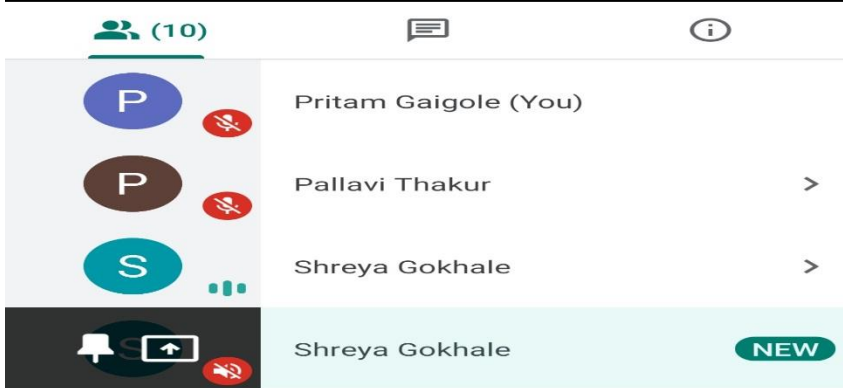 (10)
P
Pritam Gaigole (You)
P
Pallavi Thakur
S
Shreya Gokhale
S
Shreya Gokhale NEW